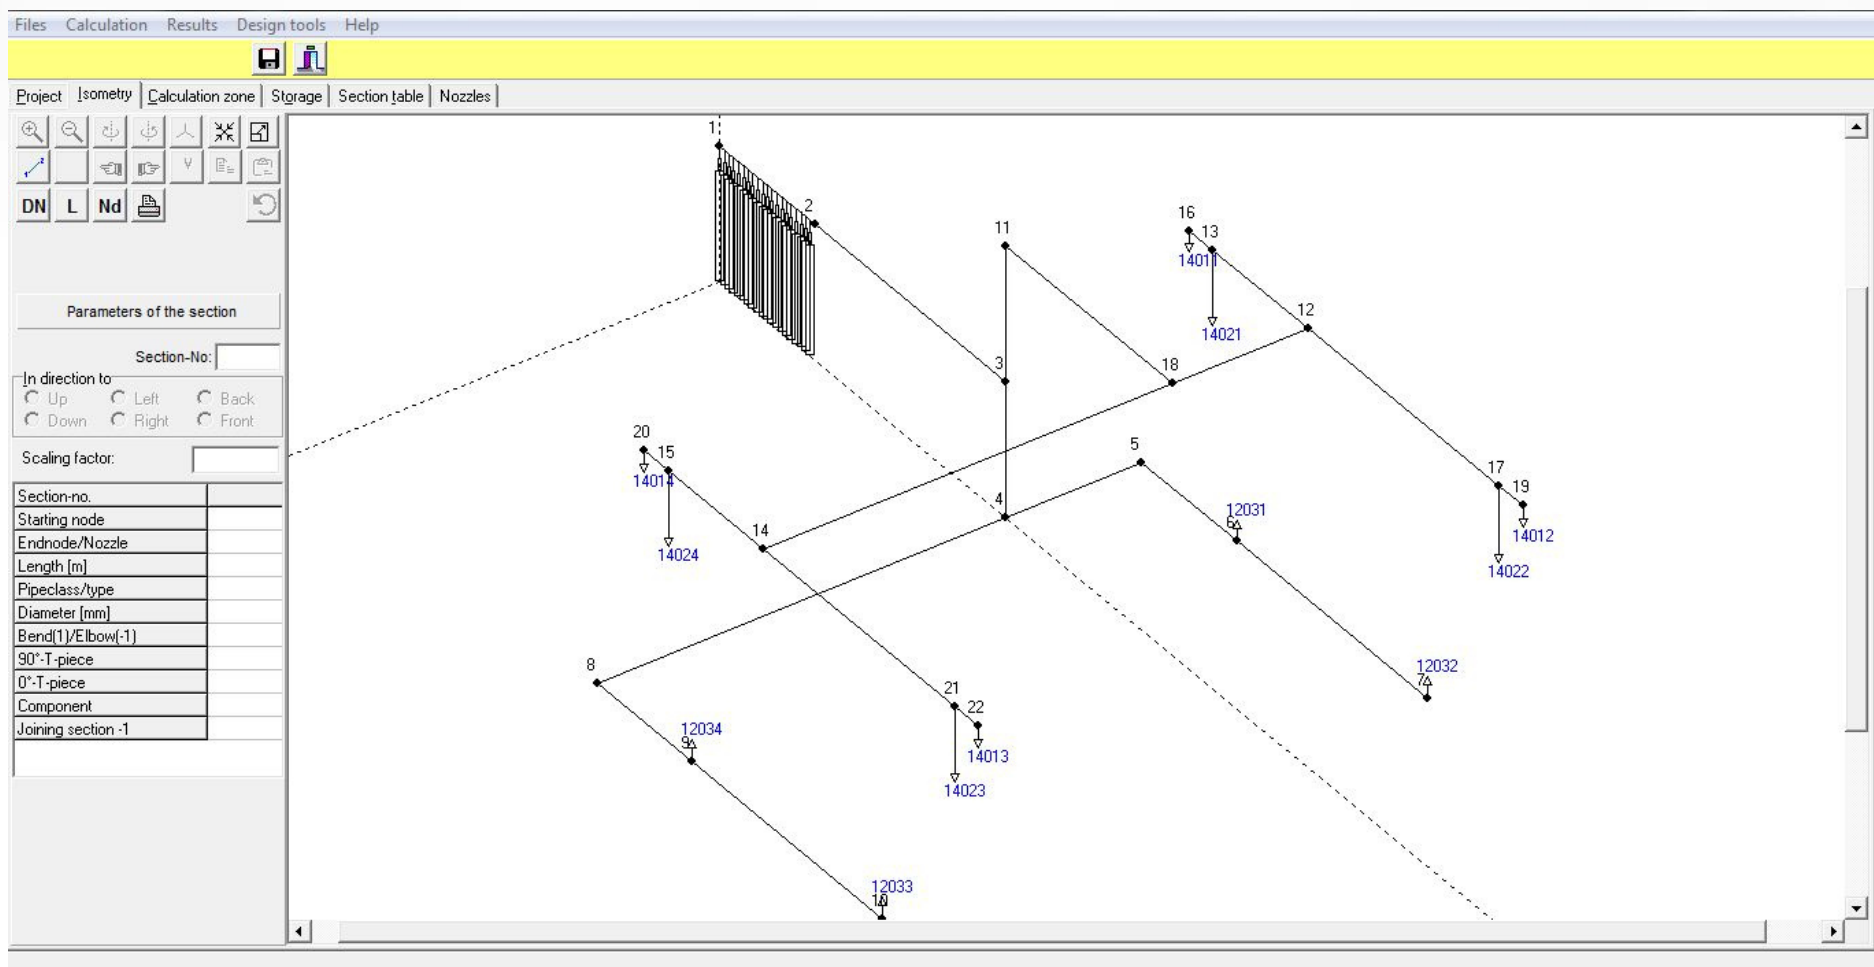 Files Calculation Results Design tools Help
Project Isometry Calculation zone Storage Section table Nozzles
DN L Nd
Parameters of the section
Section-No:
In direction to
Up Left Back
Down Right Front
Scaling factor:
Section-no.
Starting node
Endnode/Nozzle
Length [m]
Pipeclass/type
Diameter [mm]
Bend(1)/Elbow(-1)
90°-T-piece
0°-T-piece
Component
Joining section -1
1
2
16
11
13
14011
12
14021
3
18
20
15
5
14014
17
19
4
12031
6
14
14012
14024
14022
8
12032
7
21
22
12034
9
14013
14023
12033
10